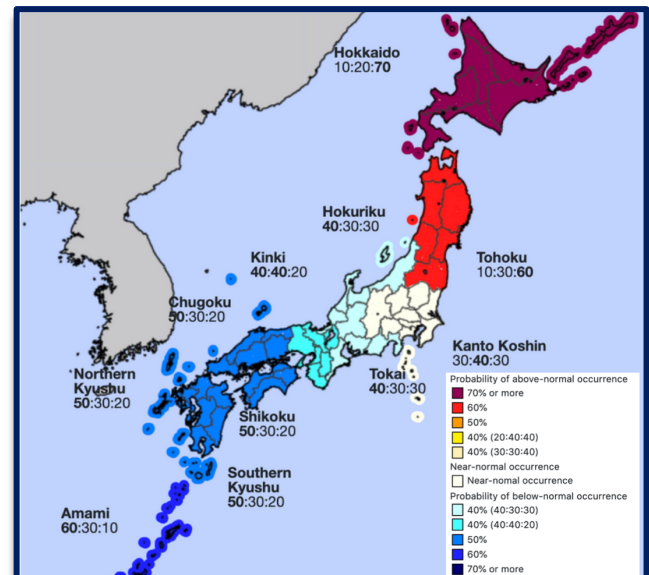 Hokkaido
10:20:70
Hokuriku
40:30:30
Kinki
40:40:20
Tohoku
10:30:60
Chugoku
50:30:20
Kanto Koshin
30:40:30
Northern
Kyushu
50:30:20
Tokai
40:30:30
Shikoku
50:30:20
Southern
Kyushu
50:30:20
Amami
60:30:10
Probability of above-normal occurrence
70% or more
60%
50%
40% (20:40:40)
40% (30:30:40)
Near-normal occurrence
Near-nomal occurrence
Probability of below-normal occurrence
40% (40:30:30)
40% (40:40:20)
50%
60%
70% or more